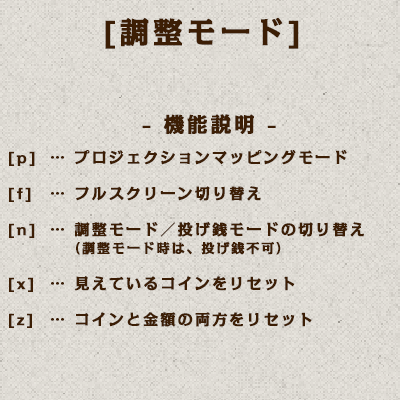 [調整モード]
– 機能説明 –
[p] … プロジェクションマッピングモード
[f] … フルスクリーン切り替え
[n] … 調整モード／投げ銭モードの切り替え
(調整モード時は、投げ銭不可)
[x] … 見えているコインをリセット
[z] … コインと金額の両方をリセット